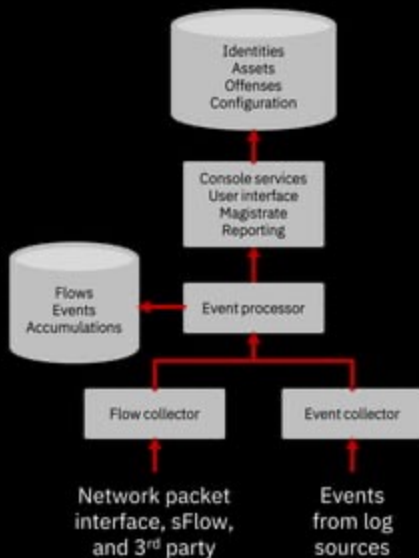 Identities
Assets
Offenses
Configuration
Console services
User interface
Magistrate
Reporting
Flows
Events
Accumulations
Event processor
Flow collector
Event collector
Network packet
interface, sFlow,
and 3rd party
Events
from log
sources